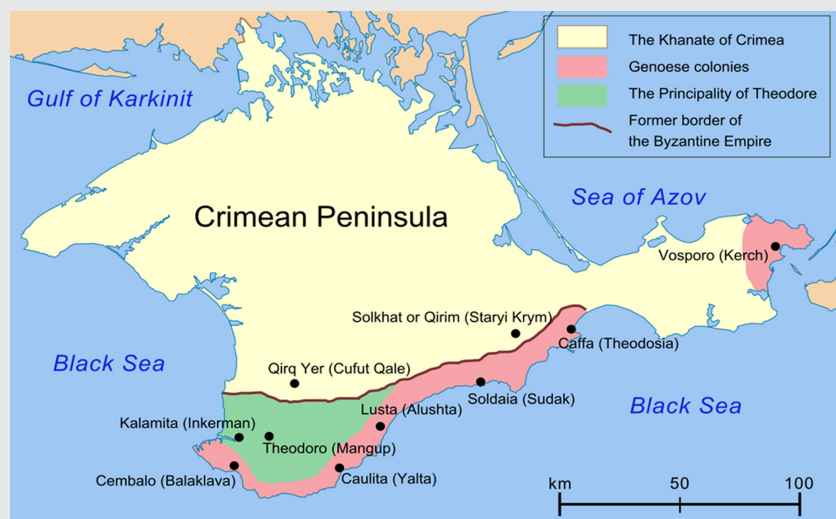 The Khanate of Crimea
Genoese colonies
The Principality of Theodore
Former border of
the Byzantine Empire
Gulf of Karkinit
Sea of Azov
Crimean Peninsula
Vosporo (Kerch)
Solkhat or Qirim (Staryi Krym)
Caffa (Theodosia)
Black Sea
Qirq Yer (Cufut Qale)
Soldaia (Sudak)
Black Sea
Lusta (Alushta)
Kalamita (Inkerman)
Theodoro (Mangup)
Cembalo (Balaklava)
Caulita (Yalta)
km 50 100